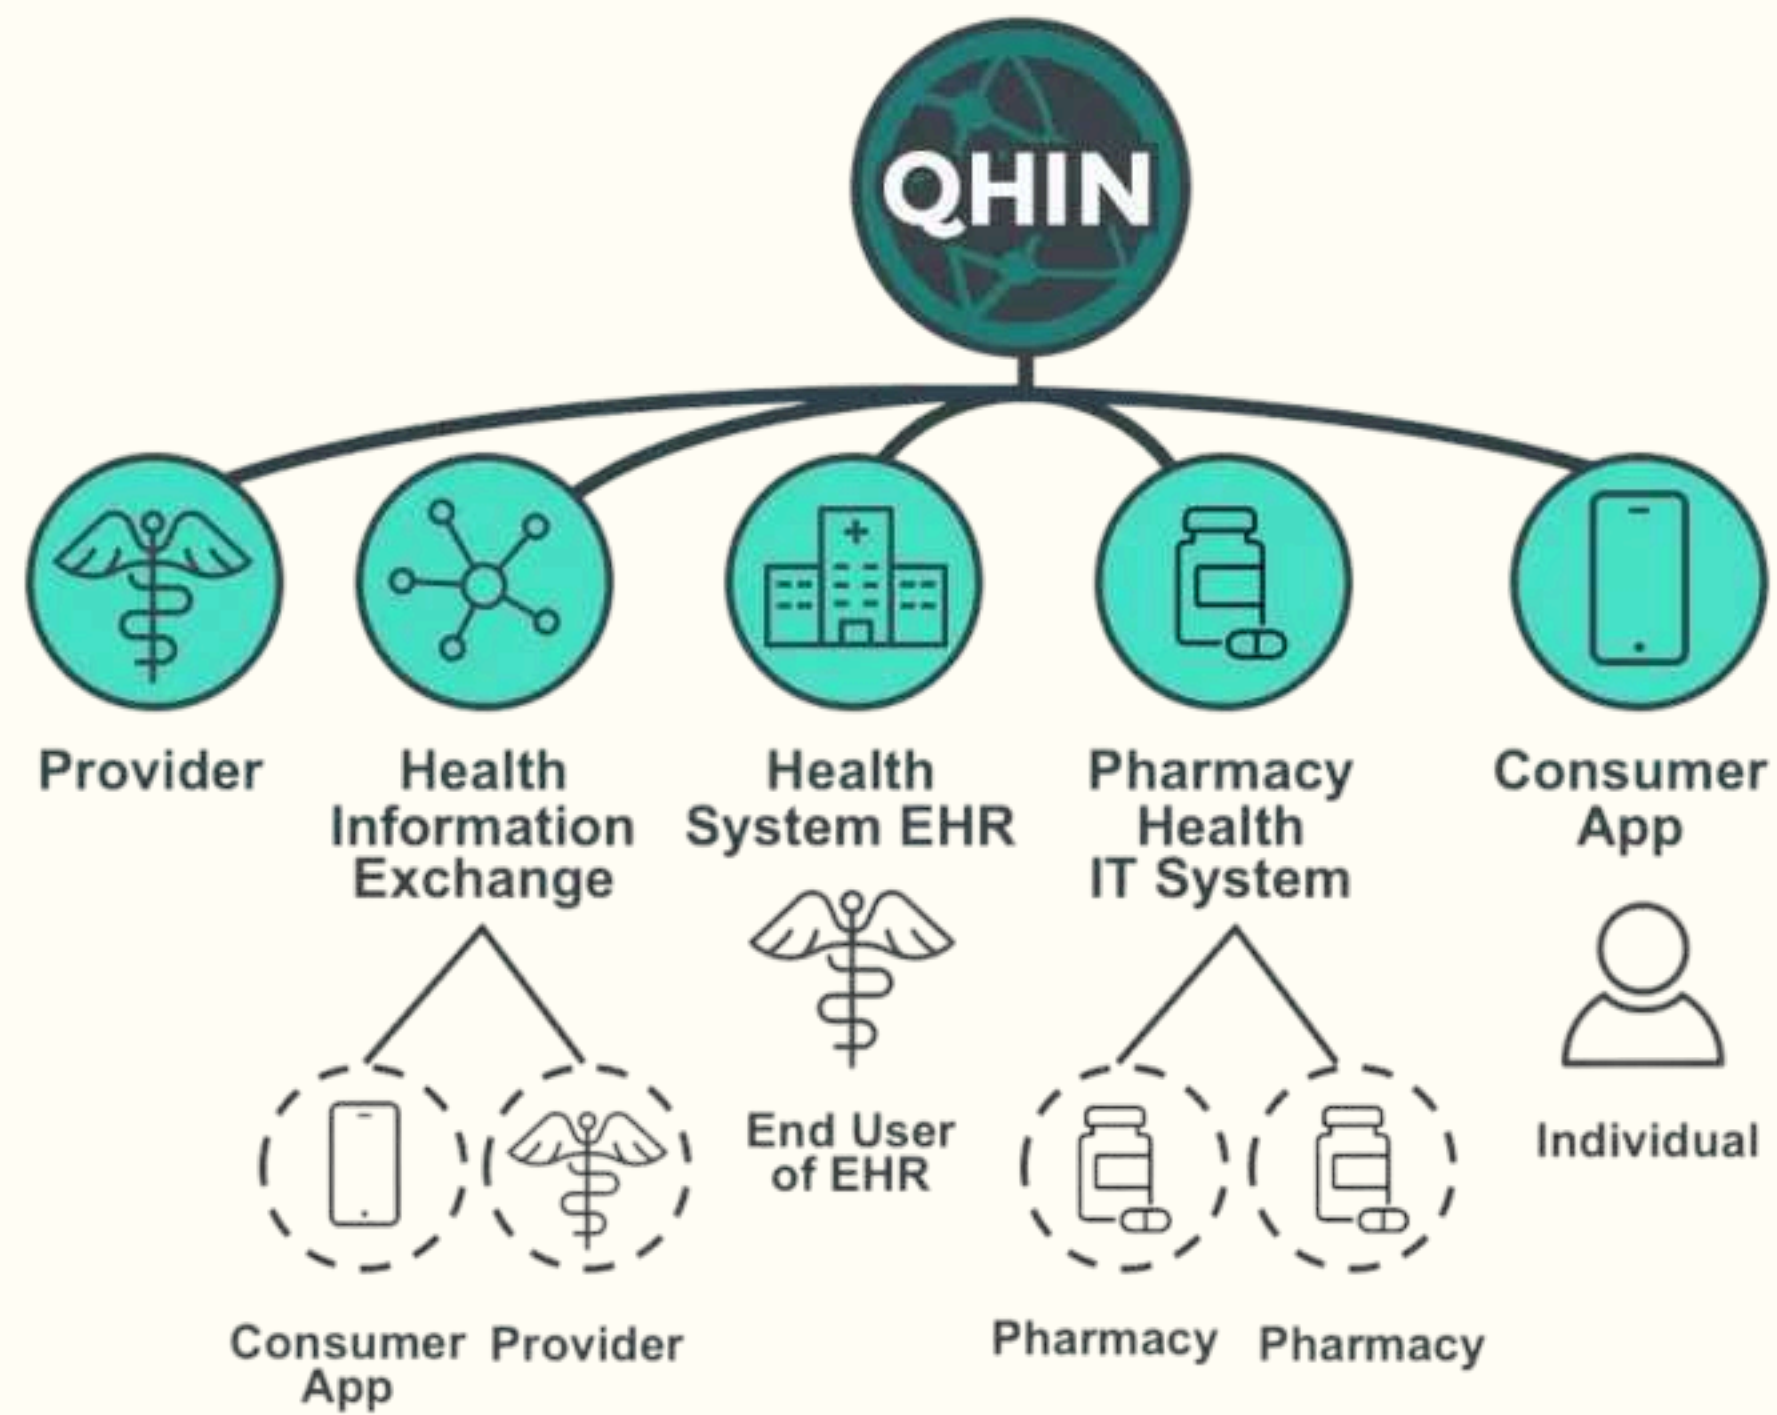 QHIN
Provider
Health
Information
Exchange
Health
System EHR
Pharmacy
Health
IT System
Consumer
App
End User
of EHR
Individual
Consumer
App
Provider
Pharmacy
Pharmacy